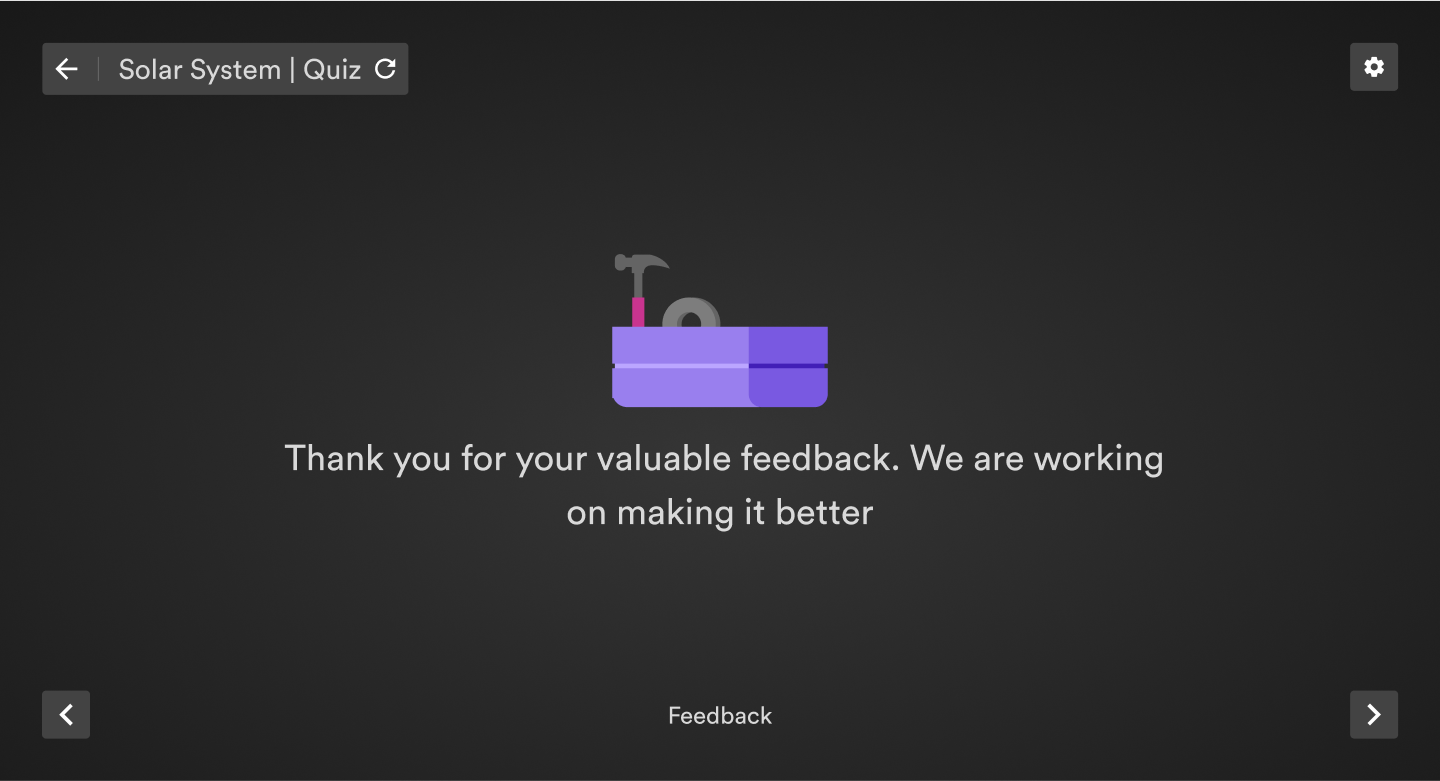 Solar System | Quiz
Thank you for your valuable feedback. We are working
on making it better
Feedback